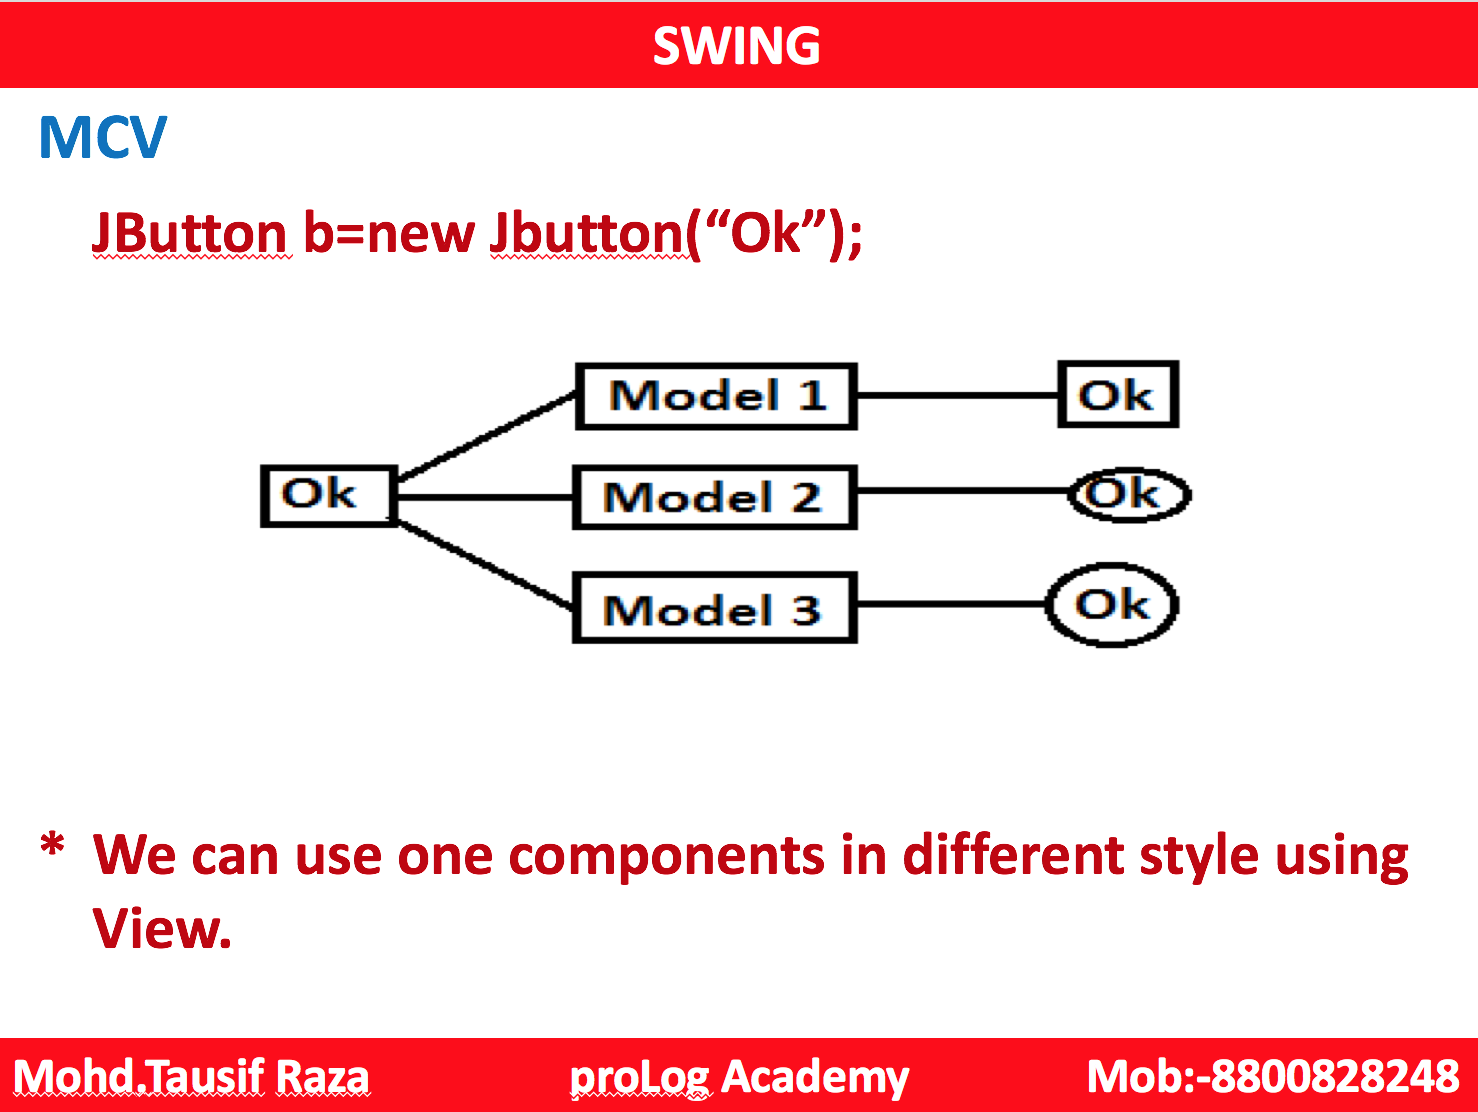 SWING
MCV
JButton b=new Jbutton(“Ok”);
Model 1
Ok
Ok
Model 2
Ok
Model 3
Ok
* We can use one components in different style using
View.
Mohd.Tausif Raza proLog Academy Mob:-8800828248